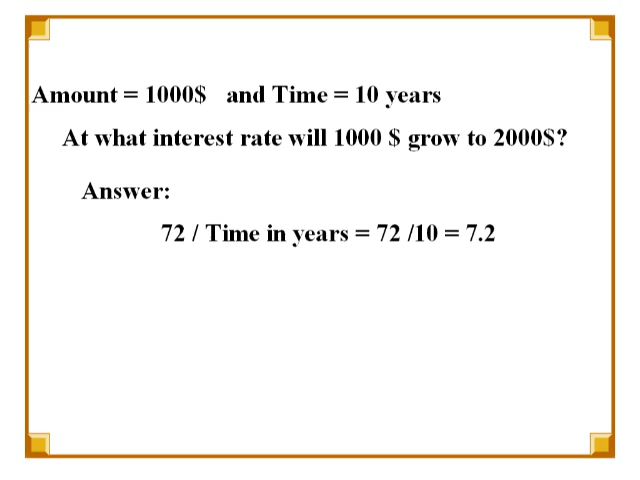 Amount = 1000$ and Time = 10 years
At what interest rate will 1000 $ grow to 2000$?
Answer:
72 / Time in years = 72 /10 = 7.2